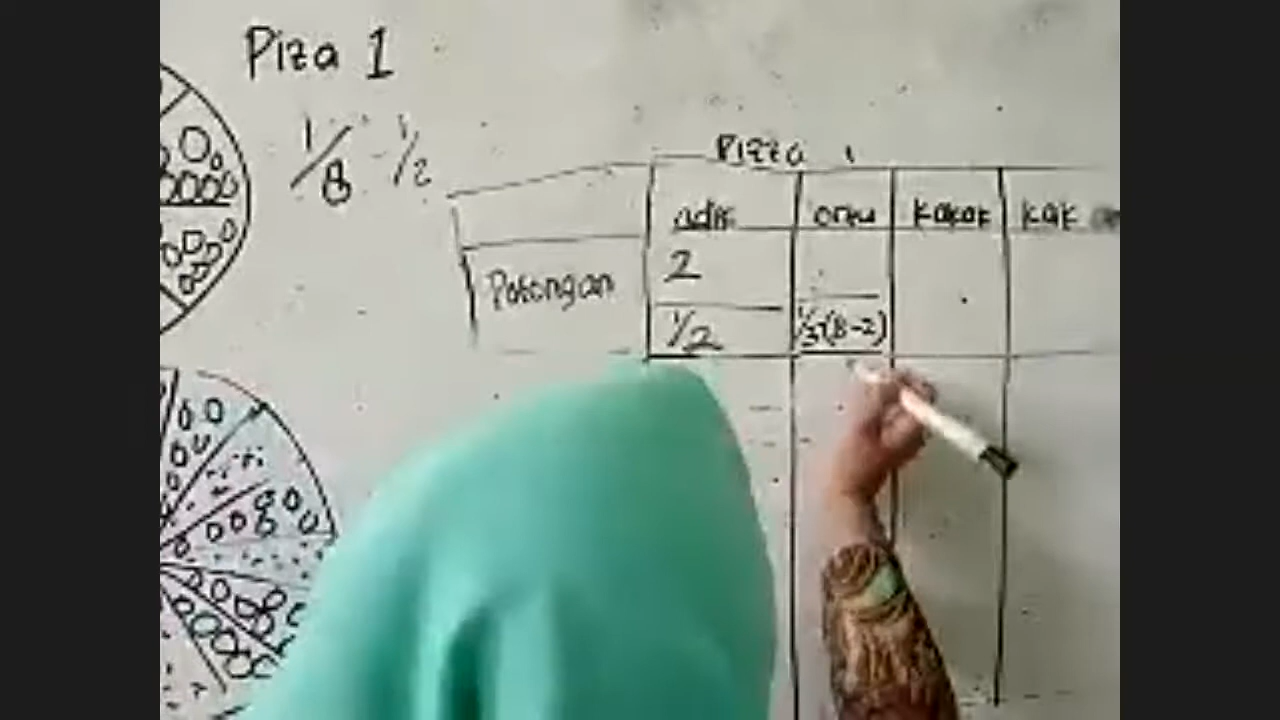 Piza 1
1/8 - 1/2
Pizza 1
adik kakak kak
Potongan 2
1/2 1/3(8-2)